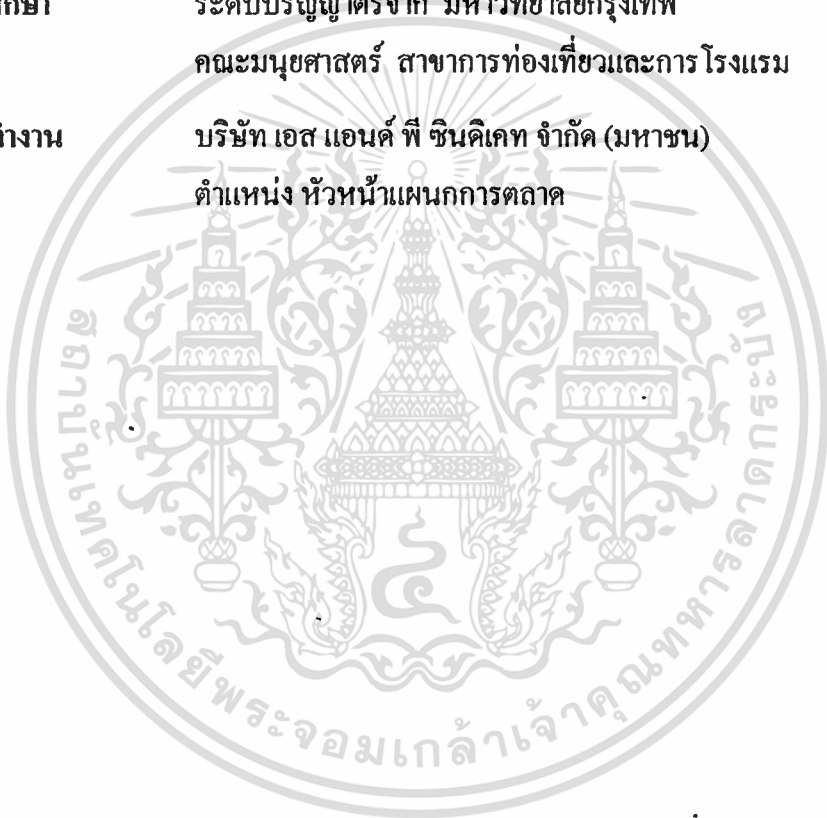 ระดับปริญญาตรีจาก มหาวิทยาลัยกรุงเทพ
คณะมนุยศาสตร์ สาขาการท่องเที่ยวและการโรงแรม
บริษัท เอส แอนด์ พี ซินดิเคท จำกัด (มหาชน)
ตำแหน่ง หัวหน้าแผนกการตลาด
สถาบันเทคโนโลยีพระจอมเกล้าเจ้าคุณทหารลาดกระบัง
๔